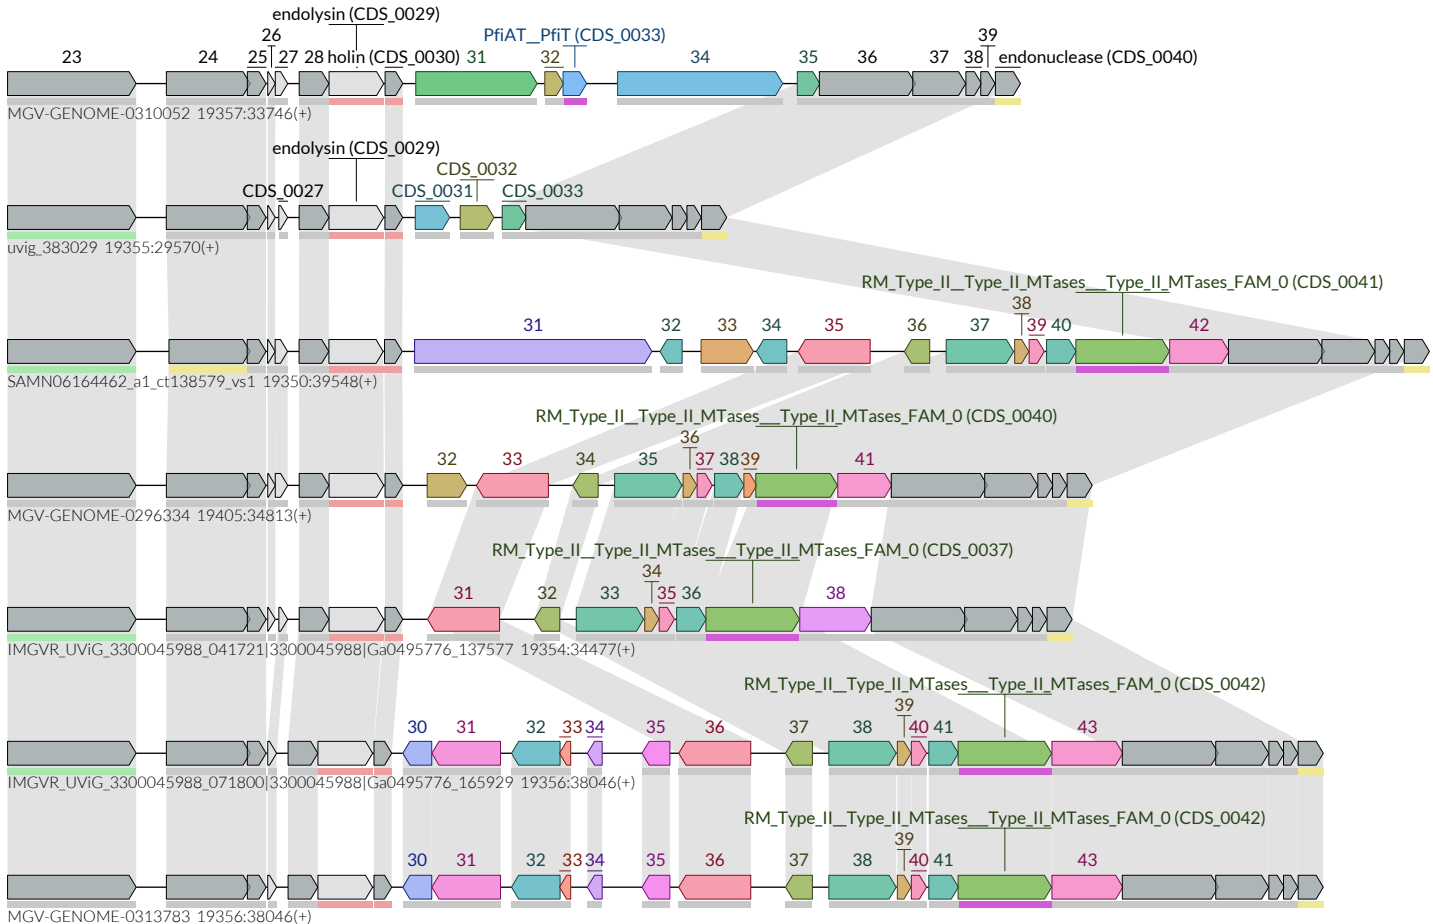 endolysin (CDS_0029)
26 PfiAT__PfiT (CDS_0033) 39
23 24 25 27 28 holin (CDS_0030) 31 32 34 35 36 37 38 endonuclease (CDS_0040)
MGV-GENOME-0310052 19357:33746(+)
endolysin (CDS_0029)
CDS_0032
CDS_0027 CDS_0031 CDS_0033
uvig_383029 19355:29570(+)
RM_Type_II__Type_II_MTases___Type_II_MTases_FAM_0 (CDS_0041)
38
31 32 33 34 35 36 37 39 40 42
SAMN06164462_a1_ct138579_vs1 19350:39548(+)
RM_Type_II__Type_II_MTases___Type_II_MTases_FAM_0 (CDS_0040)
36
32 33 34 35 37 38 39 41
MGV-GENOME-0296334 19405:34813(+)
RM_Type_II__Type_II_MTases___Type_II_MTases_FAM_0 (CDS_0037)
34
31 32 33 35 36 38
IMGVR_UViG_3300045988_041721|3300045988|Ga0495776_137577 19354:34477(+)
RM_Type_II__Type_II_MTases___Type_II_MTases_FAM_0 (CDS_0042)
39
30 31 32 33 34 35 36 37 38 40 41 43
IMGVR_UViG_3300045988_071800|3300045988|Ga0495776_165929 19356:38046(+)
RM_Type_II__Type_II_MTases___Type_II_MTases_FAM_0 (CDS_0042)
39
30 31 32 33 34 35 36 37 38 40 41 43
MGV-GENOME-0313783 19356:38046(+)